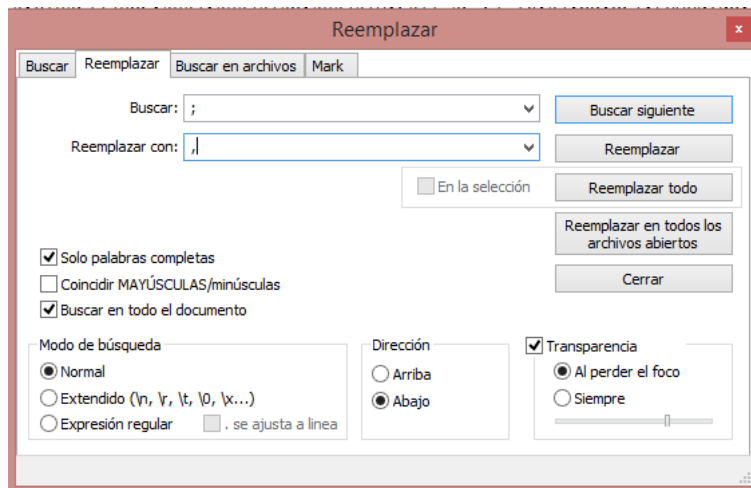 Reemplazar
x
Buscar Reemplazar Buscar en archivos Mark
Buscar: ; Buscar siguiente
Reemplazar con: , Reemplazar
En la selección Reemplazar todo
Reemplazar en todos los
archivos abiertos
Solo palabras completas
Coincidir MAYÚSCULAS/minúsculas Cerrar
Buscar en todo el documento
Modo de búsqueda Dirección Transparencia
Normal Arriba Al perder el foco
Extendido (\n, \r, \t, \0, \x...) Abajo Siempre
Expresión regular . se ajusta a linea